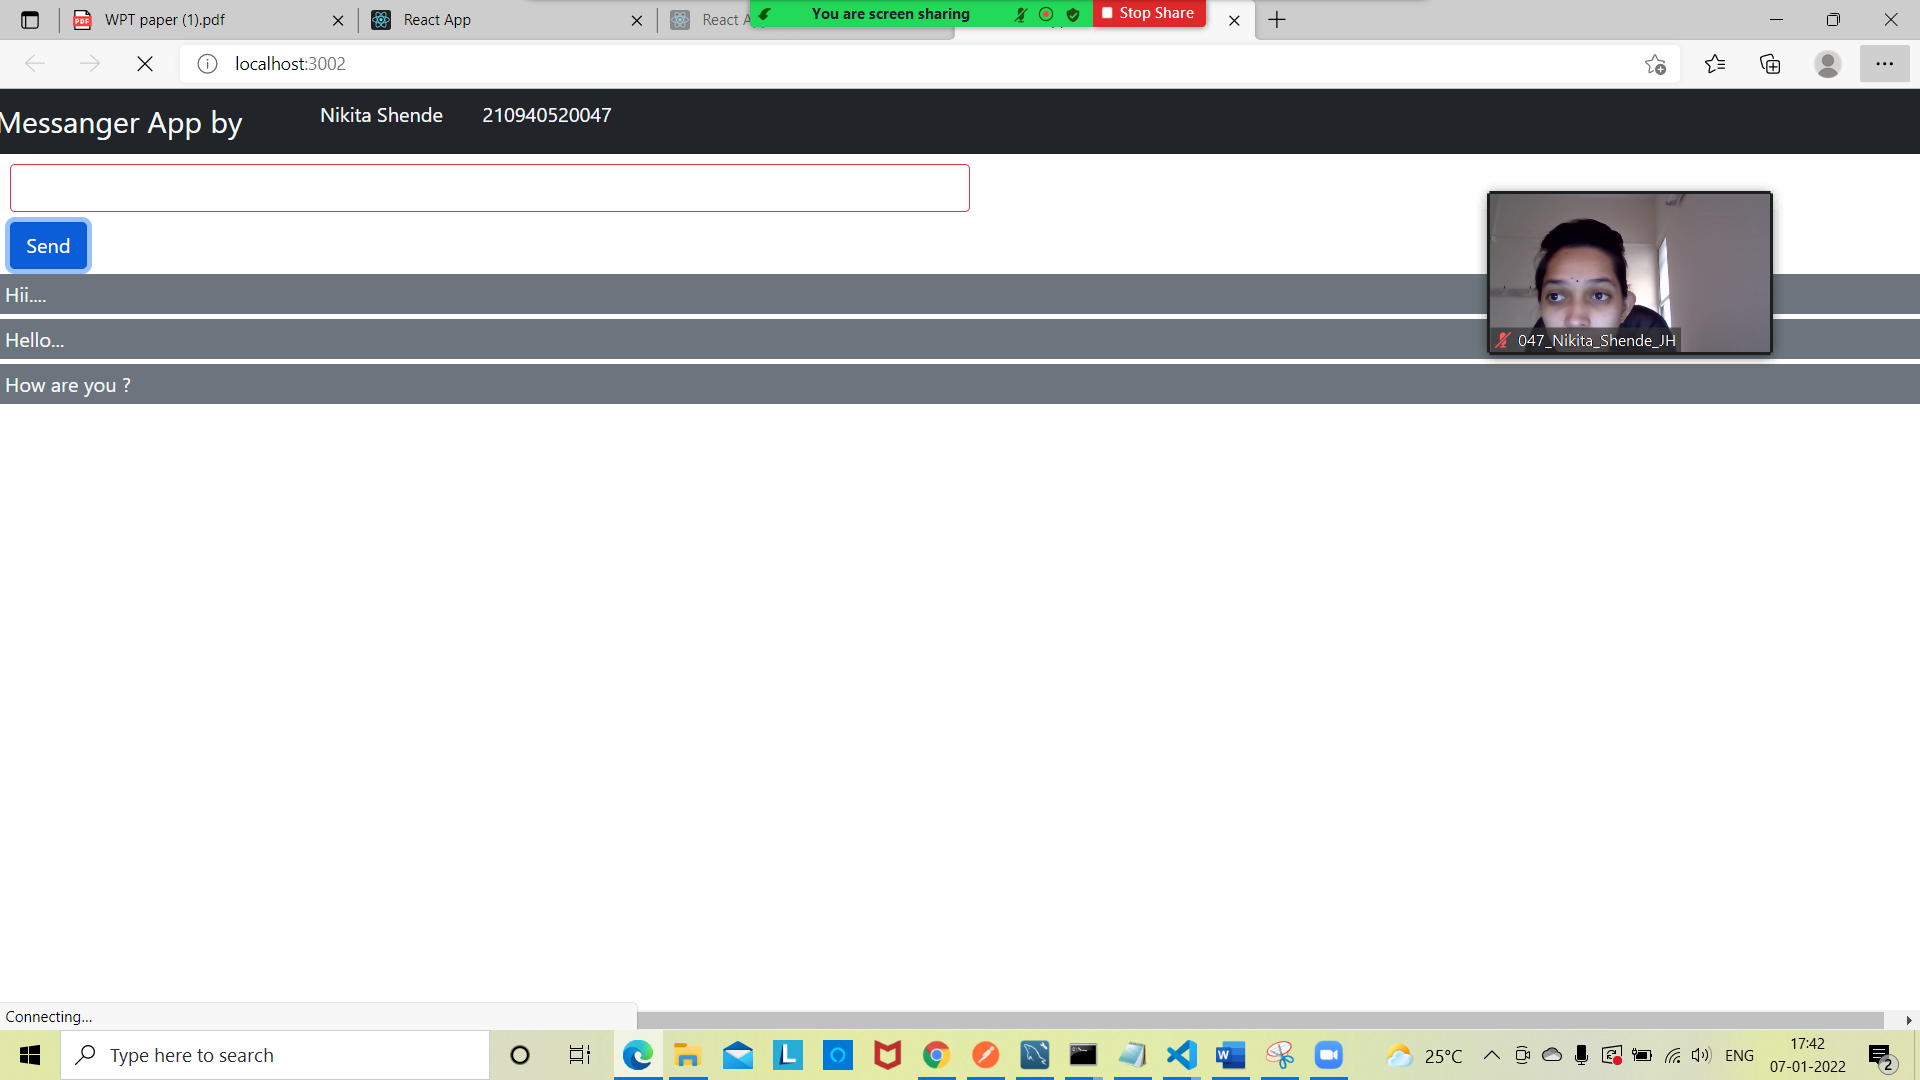 WPT paper (1).pdf
React App
React A
You are screen sharing
Stop Share
localhost:3002
Messanger App by
Nikita Shende
210940520047
Send
Hii....
Hello...
How are you ?
047_Nikita_Shende_JH
Connecting...
Type here to search
25°C
ENG
17:42
07-01-2022
2